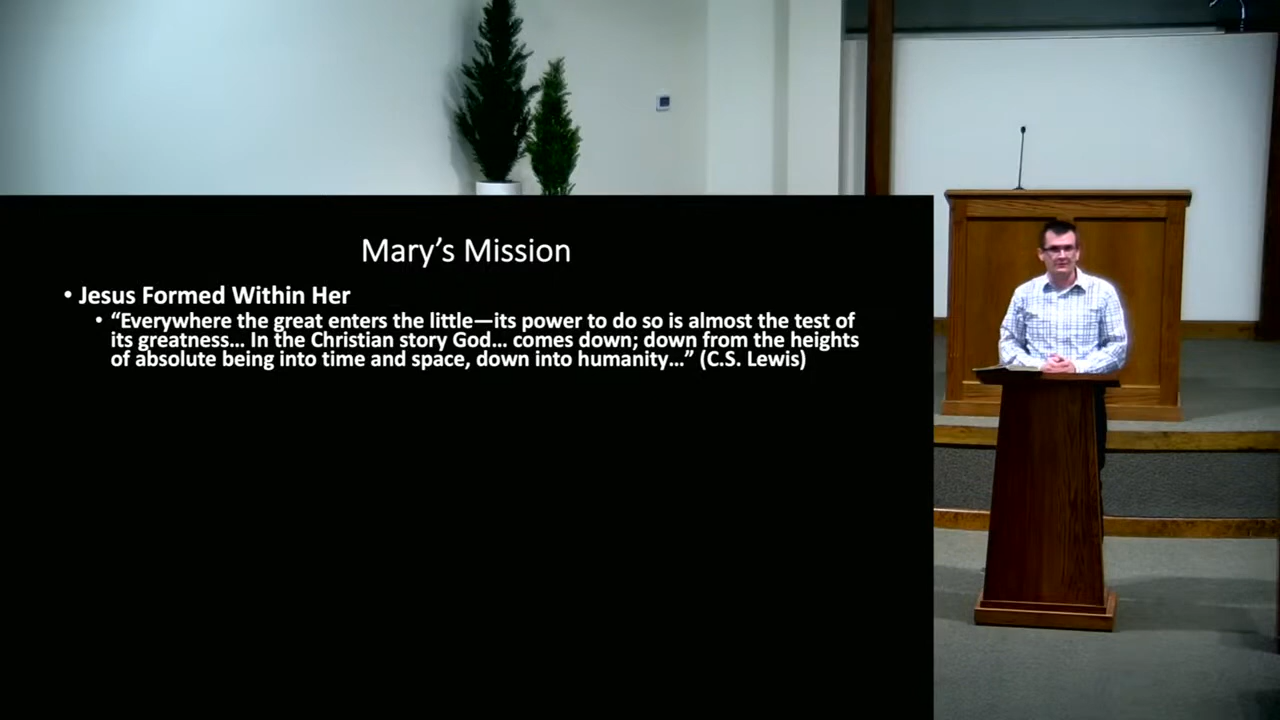 Mary’s Mission
• Jesus Formed Within Her
• “Everywhere the great enters the little—its power to do so is almost the test of
its greatness… In the Christian story God… comes down; down from the heights
of absolute being into time and space, down into humanity…” (C.S. Lewis)